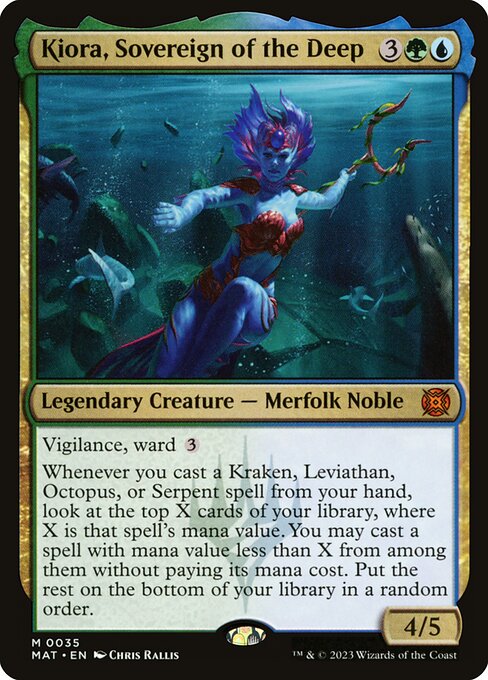 Kiora, Sovereign of the Deep 3
Legendary Creature — Merfolk Noble
Vigilance, ward 3
Whenever you cast a Kraken, Leviathan,
Octopus, or Serpent spell from your hand,
look at the top X cards of your library, where
X is that spell's mana value. You may cast a
spell with mana value less than X from among
them without paying its mana cost. Put the
rest on the bottom of your library in a random
order.
4/5
M 0035
MAT • EN Chris Rallis
™ & © 2023 Wizards of the Coast